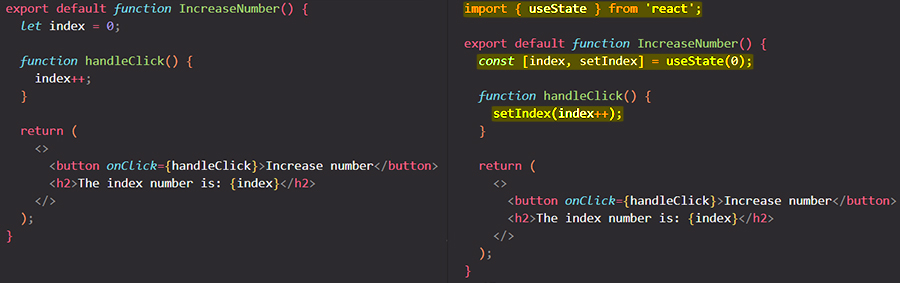 export default function IncreaseNumber() {
  let index = 0;

  function handleClick() {
    index++;
  }

  return (
    <>
      <button onClick={handleClick}>Increase number</button>
      <h2>The index number is: {index}</h2>
    </>
  );
}

import { useState } from 'react';

export default function IncreaseNumber() {
  const [index, setIndex] = useState(0);

  function handleClick() {
    setIndex(index++);
  }

  return (
    <>
      <button onClick={handleClick}>Increase number</button>
      <h2>The index number is: {index}</h2>
    </>
  );
}